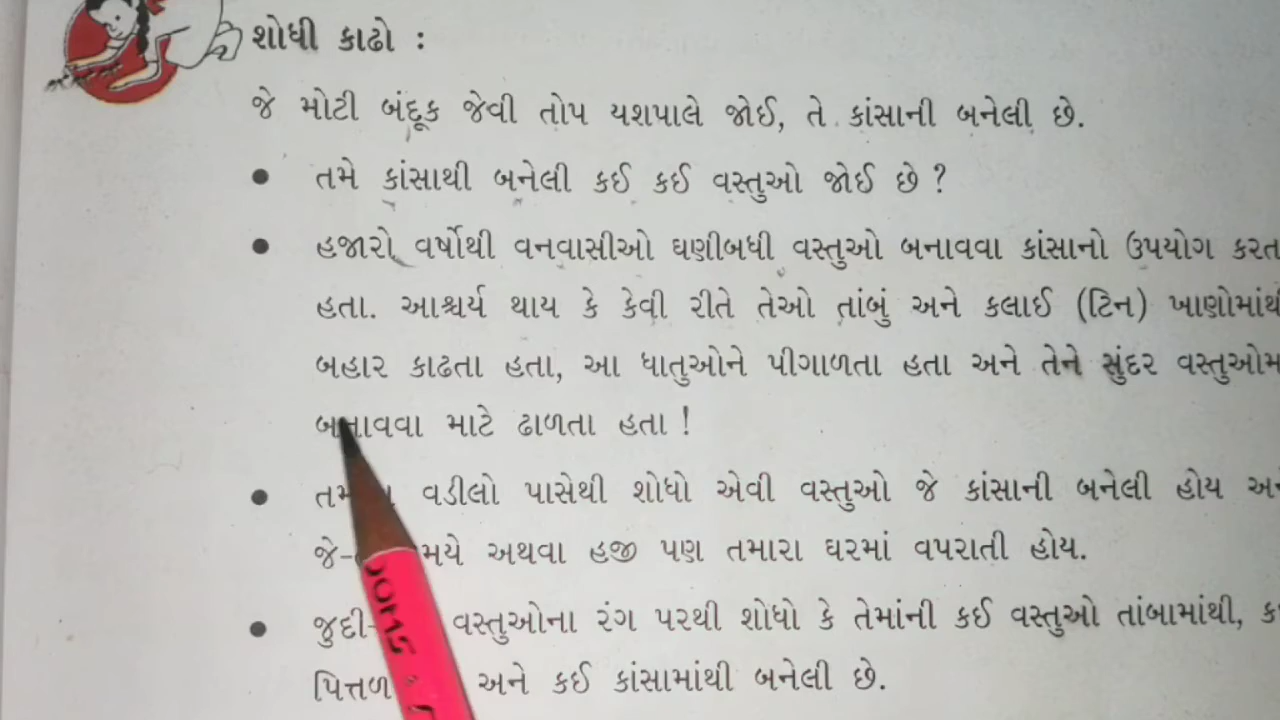 શોધી કાઢો :
જે મોટી બંદૂક જેવી તોપ યશપાલે જોઈ, તે કાંસાની બનેલી છે.
● તમે કાંસાથી બનેલી કઈ કઈ વસ્તુઓ જોઈ છે ?
● હજારો વર્ષોથી વનવાસીઓ ઘણીબધી વસ્તુઓ બનાવવા કાંસાનો ઉપયોગ કરત
હતા. આશ્ચર્ય થાય કે કેવી રીતે તેઓ તાંબું અને કલાઈ (ટિન) ખાણોમાંથી
બહાર કાઢતા હતા, આ ધાતુઓને પીગાળતા હતા અને તેને સુંદર વસ્તુઓમ
બનાવવા માટે ઢાળતા હતા !
● વડીલો પાસેથી શોધો એવી વસ્તુઓ જે કાંસાની બનેલી હોય
અથવા હજી પણ તમારા ઘરમાં વપરાતી હોય.
● વસ્તુઓના રંગ પરથી શોધો કે તેમાંની કઈ વસ્તુઓ તાંબામાંથી,
પિત્તળ અને કઈ કાંસામાંથી બનેલી છે.
DOMS